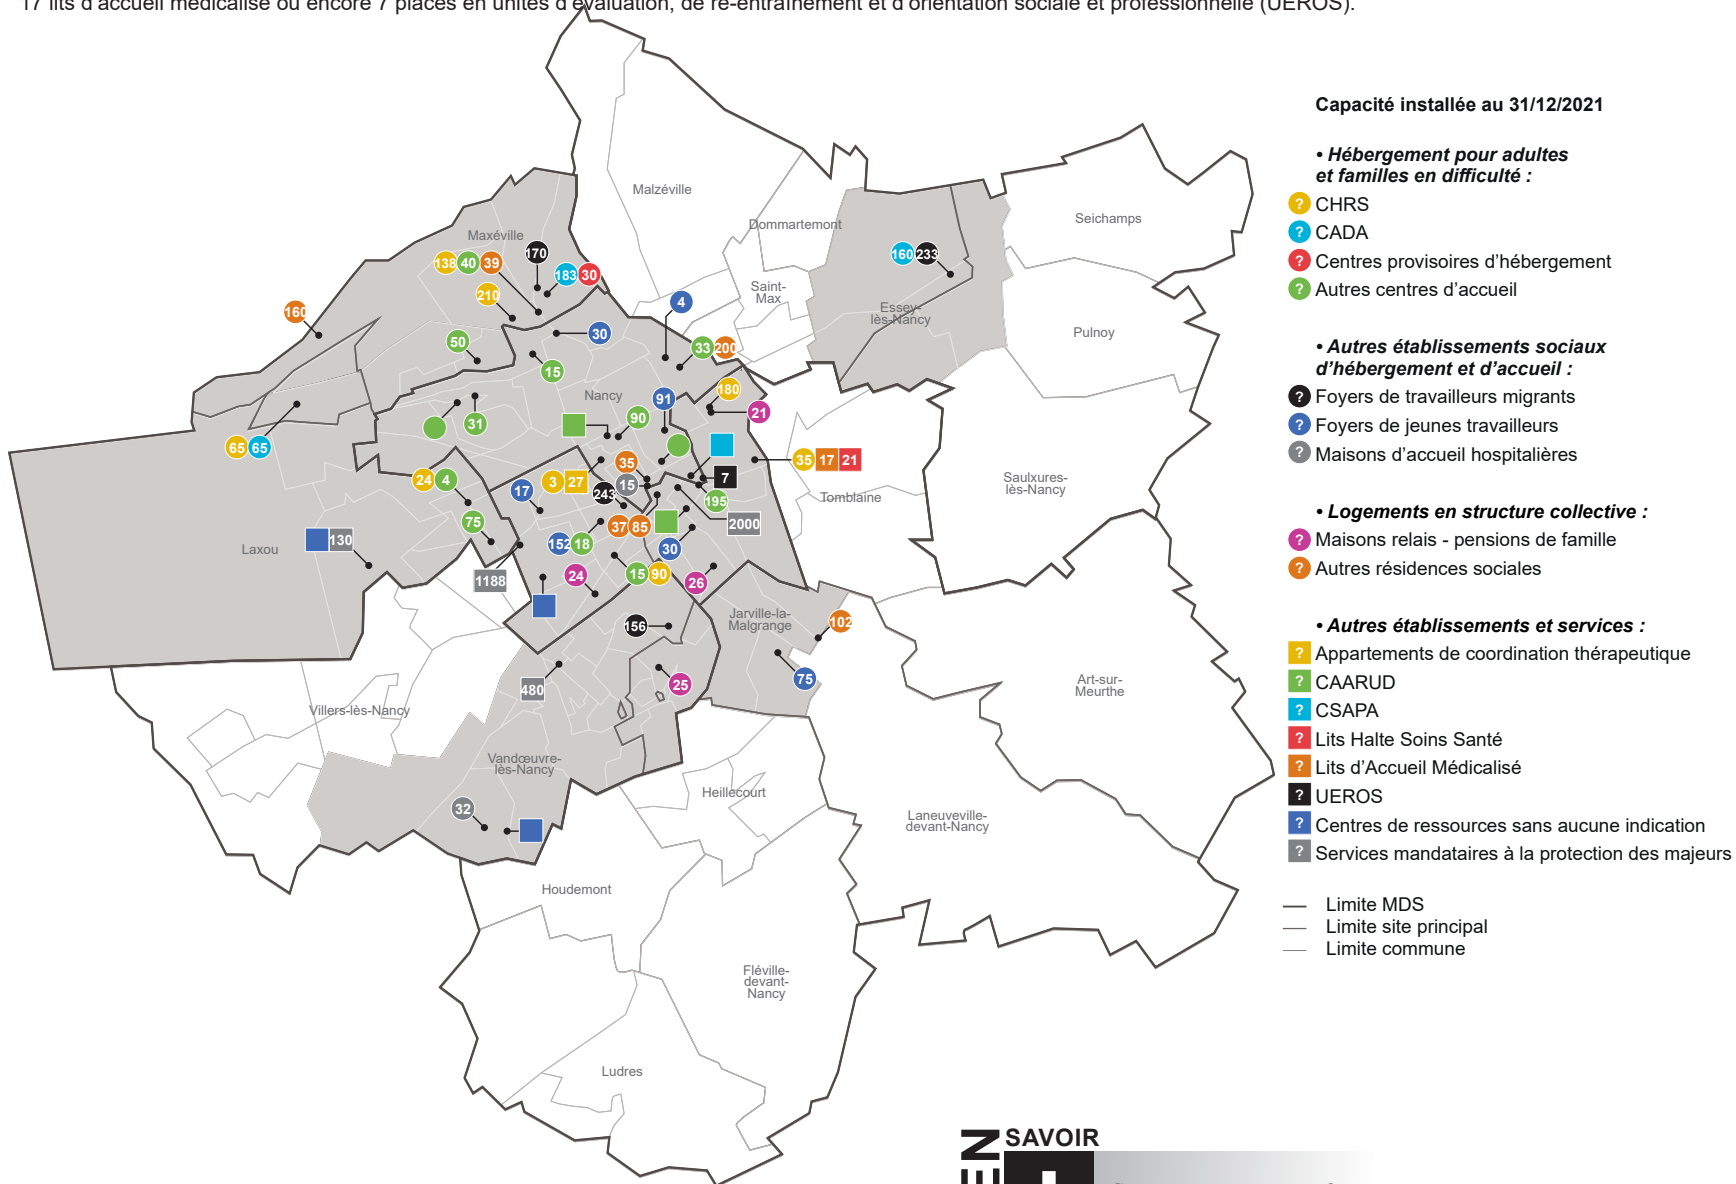 17 lits d'accueil médicalisé ou encore 7 places en unités d'évaluation, de ré-entraînement et d'orientation sociale et professionnelle (UEROS).
Capacité installée au 31/12/2021
• Hébergement pour adultes
et familles en difficulté :
? CHRS
? CADA
? Centres provisoires d'hébergement
? Autres centres d'accueil
• Autres établissements sociaux
d'hébergement et d'accueil :
? Foyers de travailleurs migrants
? Foyers de jeunes travailleurs
? Maisons d'accueil hospitalières
• Logements en structure collective :
? Maisons relais - pensions de famille
? Autres résidences sociales
• Autres établissements et services :
? Appartements de coordination thérapeutique
? CAARUD
? CSAPA
? Lits Halte Soins Santé
? Lits d'Accueil Médicalisé
? UEROS
? Centres de ressources sans aucune indication
? Services mandataires à la protection des majeurs
Limite MDS
Limite site principal
Limite commune
Malzéville
Dommartemont
Seichamps
Maxéville
138 40 39
170
183 30
210
160 233
Saint-
Max
Essey-
lès-Nancy
Pulnoy
160
4
30
50
33 200
15
Nancy
180
91
21
31
90
65 65
35 17 21
24 4
35
3 27
15
7
17
243
195
Tomblaine
Saulxures-
lès-Nancy
75
37 85
2000
Laxou
130
152 18
30
1188
24
15 90
26
156
Jarville-la-
Malgrange
102
75
480
25
Art-sur-
Meurthe
Villers-lès-Nancy
Vandœuvre-
lès-Nancy
Heillecourt
32
Laneuveville-
devant-Nancy
Houdemont
Fléville-
devant-
Nancy
Ludres
EN
SAVOIR